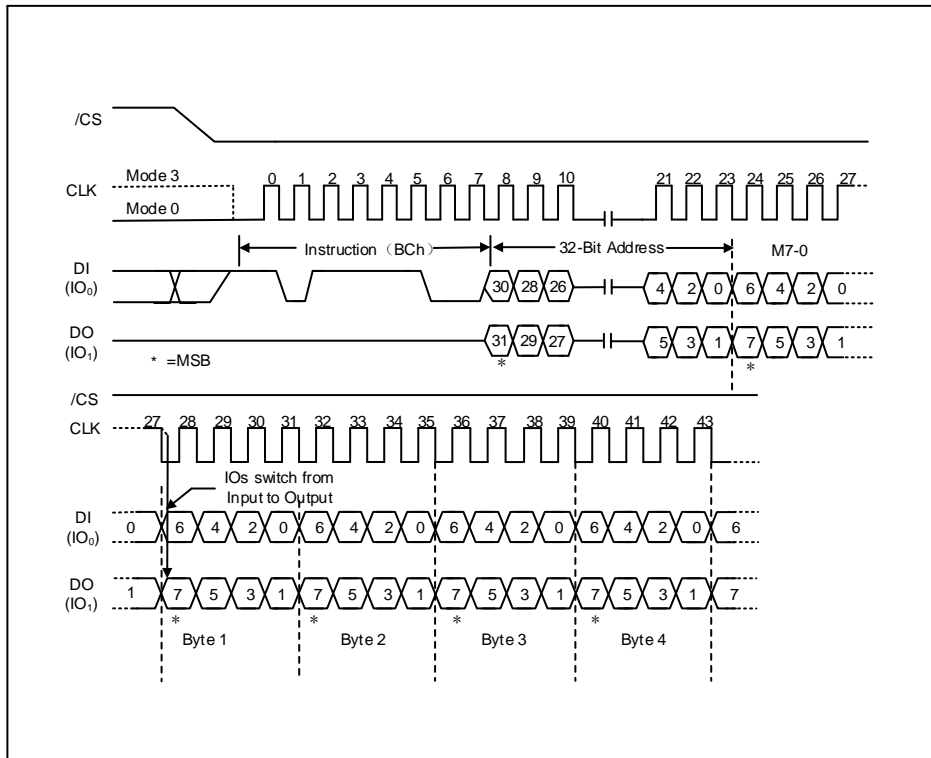 /CS
Mode 3
CLK 0 1 2 3 4 5 6 7 8 9 10 21 22 23 24 25 26 27
Mode 0
Instruction（BCh） 32-Bit Address M7-0
DI
(IO0) 30 28 26 4 2 0 6 4 2 0
DO
(IO1) 31 29 27 5 3 1 7 5 3 1
* =MSB * *
/CS
CLK 27 28 29 30 31 32 33 34 35 36 37 38 39 40 41 42 43
IOs switch from
Input to Output
DI
(IO0) 0 6 4 2 0 6 4 2 0 6 4 2 0 6 4 2 0 6
DO
(IO1) 1 7 5 3 1 7 5 3 1 7 5 3 1 7 5 3 1 7
* * * *
Byte 1 Byte 2 Byte 3 Byte 4